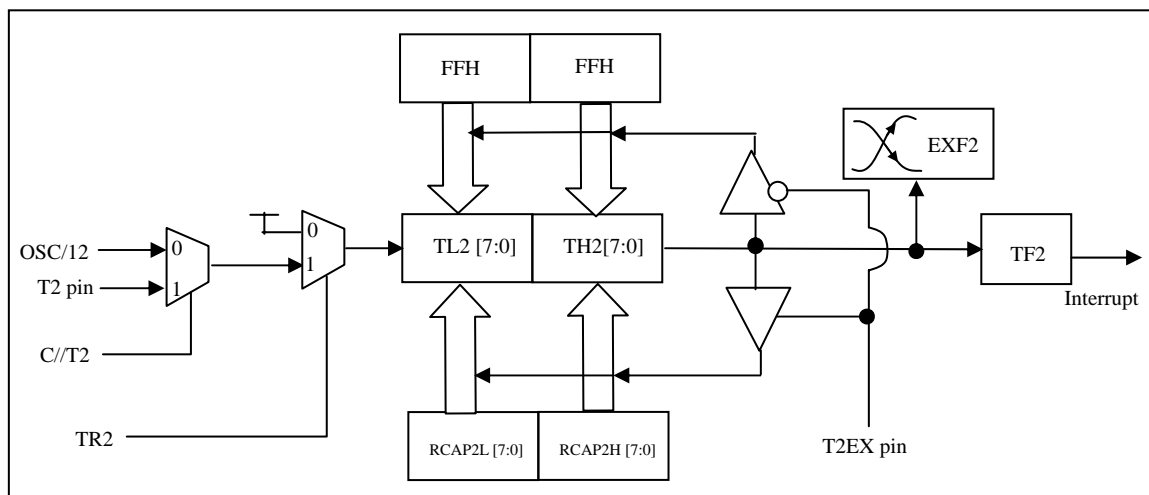 FFH
FFH
EXF2
OSC/12
0
0
T2 pin
1
1
TL2 [7:0]
TH2[7:0]
TF2
Interrupt
C//T2
TR2
RCAP2L [7:0]
RCAP2H [7:0]
T2EX pin